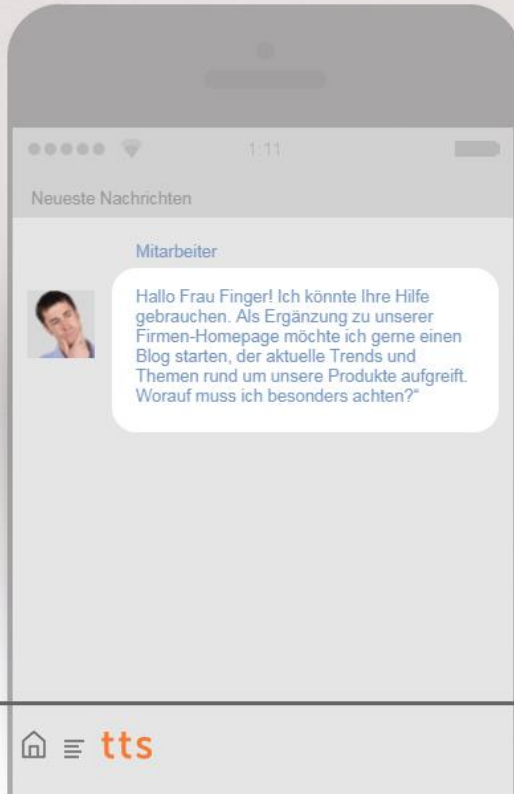 1:11
Neueste Nachrichten
Mitarbeiter
Hallo Frau Finger! Ich könnte Ihre Hilfe
gebrauchen. Als Ergänzung zu unserer
Firmen-Homepage möchte ich gerne einen
Blog starten, der aktuelle Trends und
Themen rund um unsere Produkte aufgreift.
Worauf muss ich besonders achten?“
tts